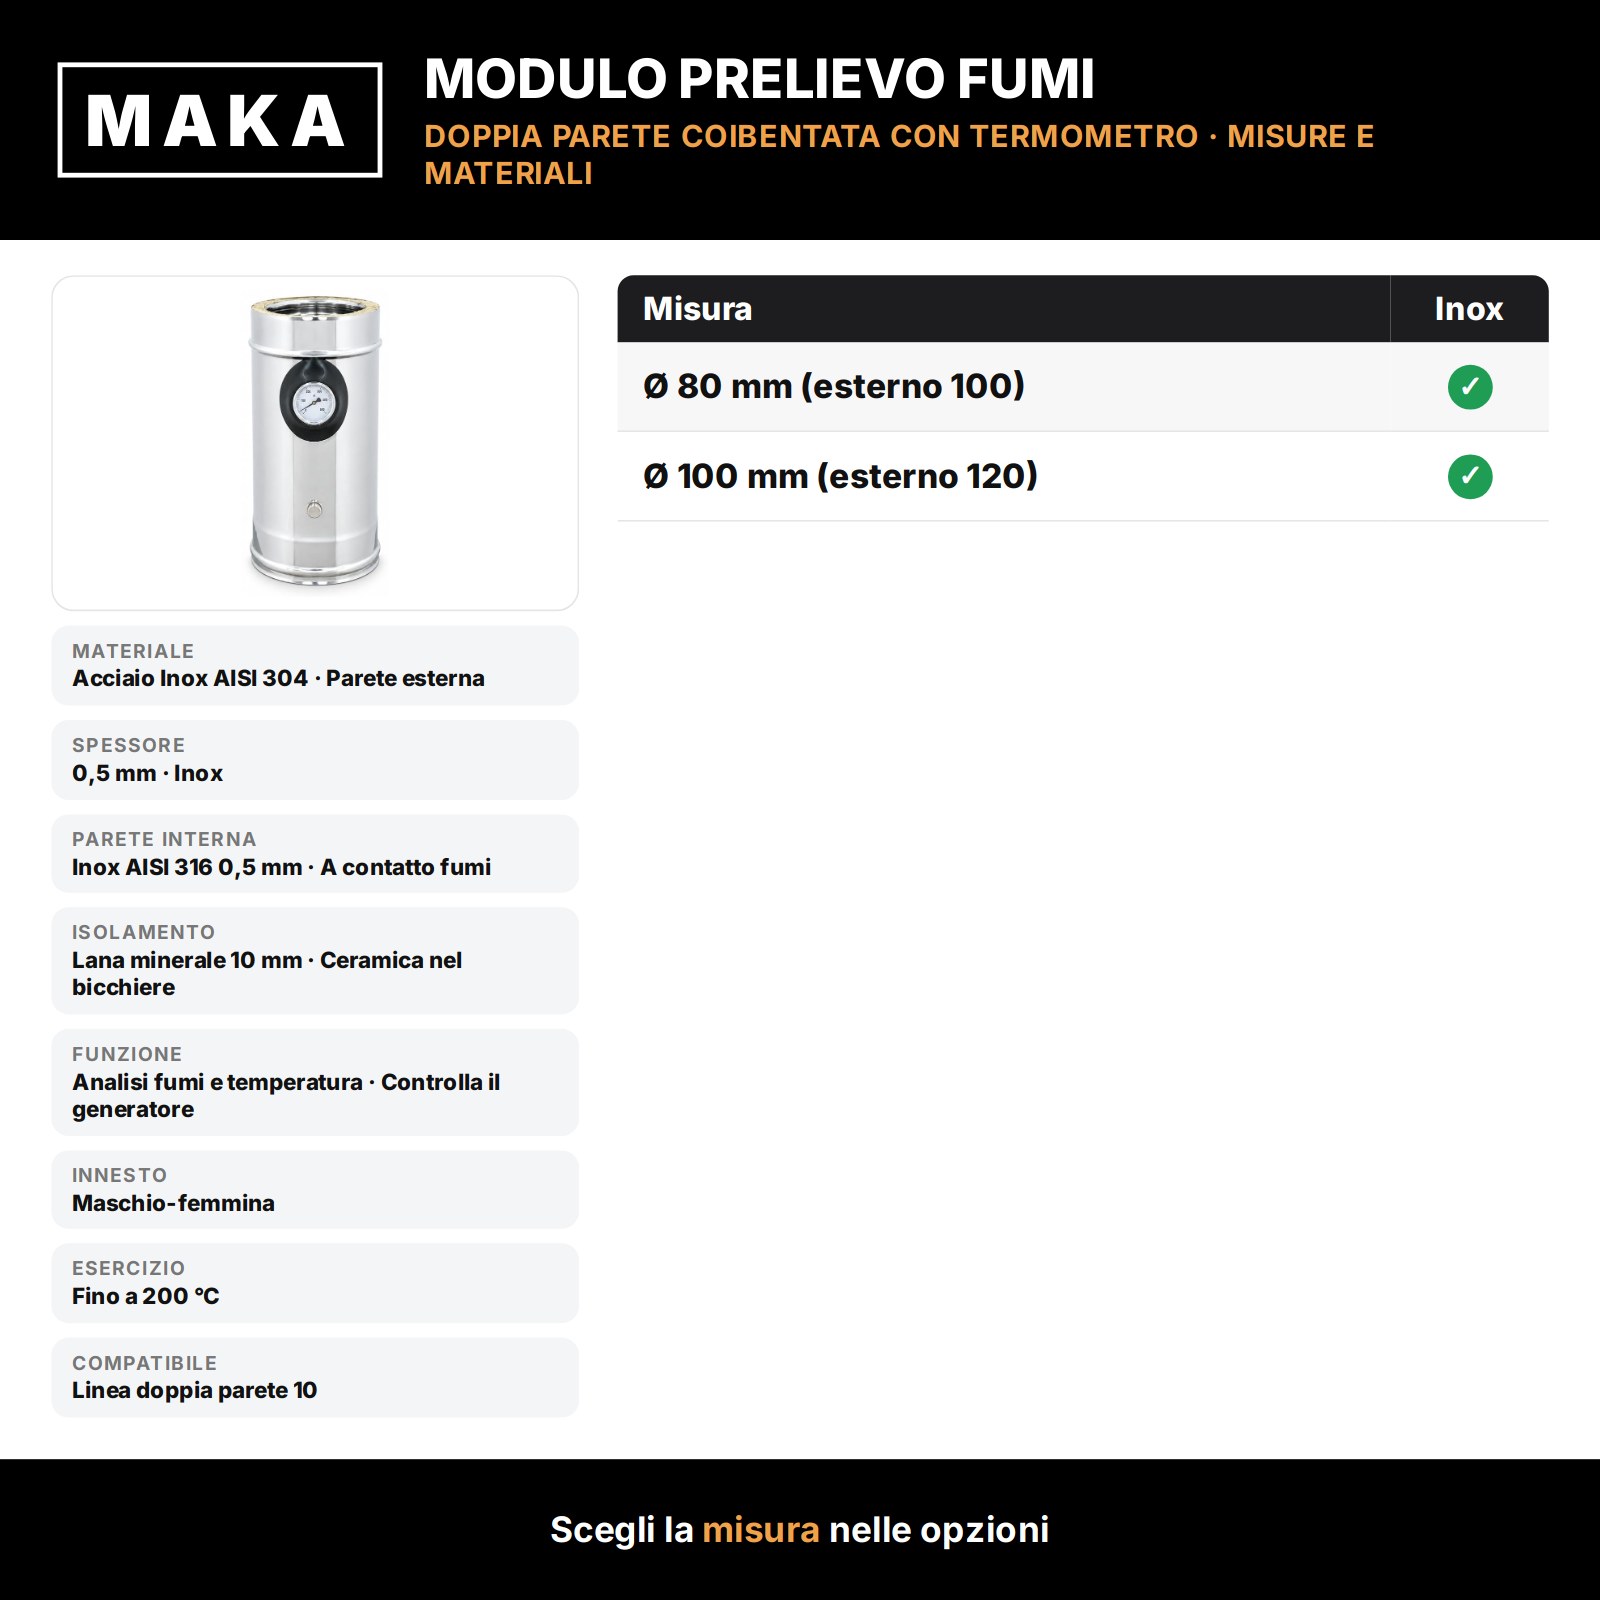 MAKA
MODULO PRELIEVO FUMI
DOPPIA PARETE COIBENTATA CON TERMOMETRO · MISURE E
MATERIALI
MATERIALE
Acciaio Inox AISI 304 · Parete esterna
SPESSORE
0,5 mm · Inox
PARETE INTERNA
Inox AISI 316 0,5 mm · A contatto fumi
ISOLAMENTO
Lana minerale 10 mm · Ceramica nel
bicchiere
FUNZIONE
Analisi fumi e temperatura · Controlla il
generatore
INNESTO
Maschio-femmina
ESERCIZIO
Fino a 200 °C
COMPATIBILE
Linea doppia parete 10
Misura Inox
Ø 80 mm (esterno 100) ✓
Ø 100 mm (esterno 120) ✓
Scegli la misura nelle opzioni